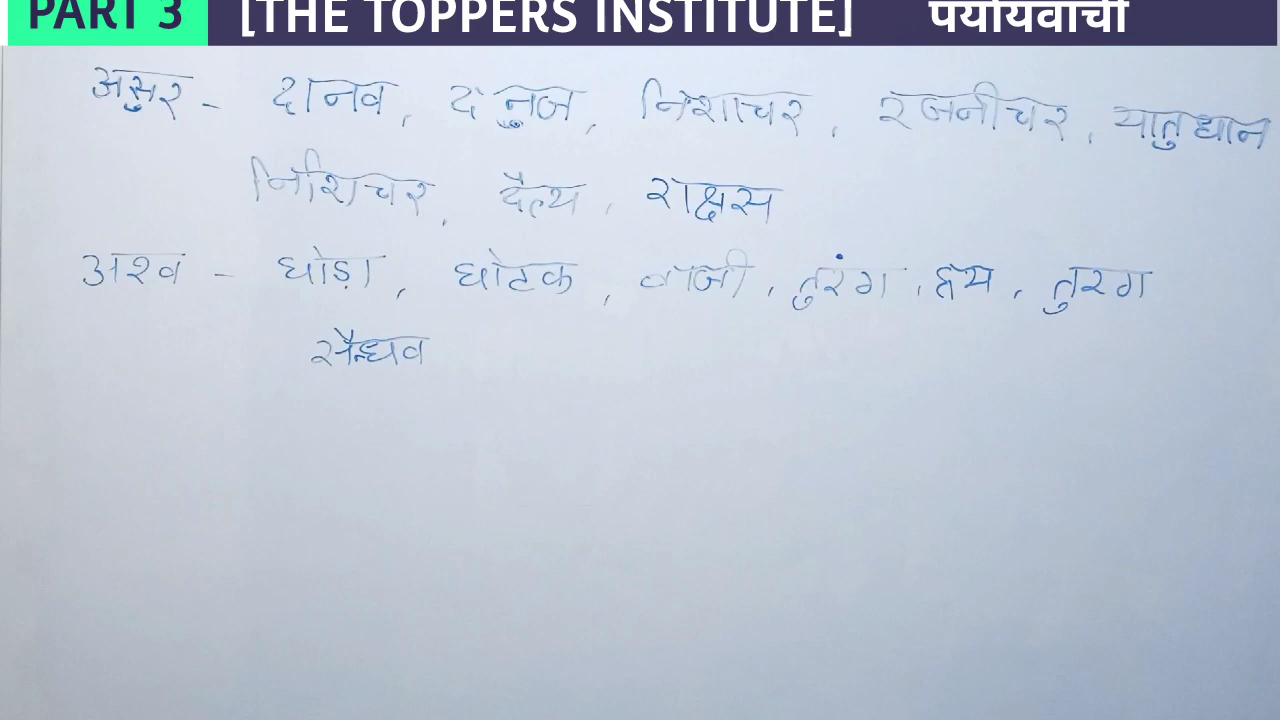 PART 3 [THE TOPPERS INSTITUTE] पर्यायवाची
असुर - दानव, दनुज, निशाचर, रजनीचर, यातुधान
निशिचर, दैत्य, राक्षस
अश्व - घोड़ा, घोटक, वाजी, तुरंग, हय, तुरग
सैन्धव